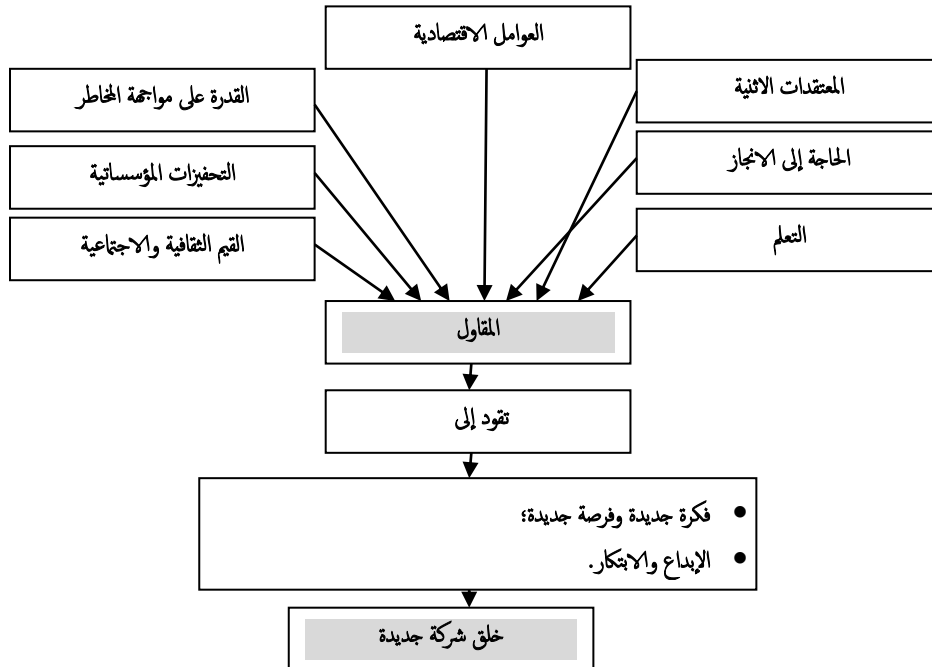 العوامل الاقتصادية
المعتقدات الاثنية
القدرة على مواجهة المخاطر
الحاجة إلى الانجاز
التحفيزات المؤسساتية
التعلم
القيم الثقافية والاجتماعية
المقاول
تقود إلى
● فكرة جديدة وفرصة جديدة؛
● الإبداع والابتكار.
خلق شركة جديدة